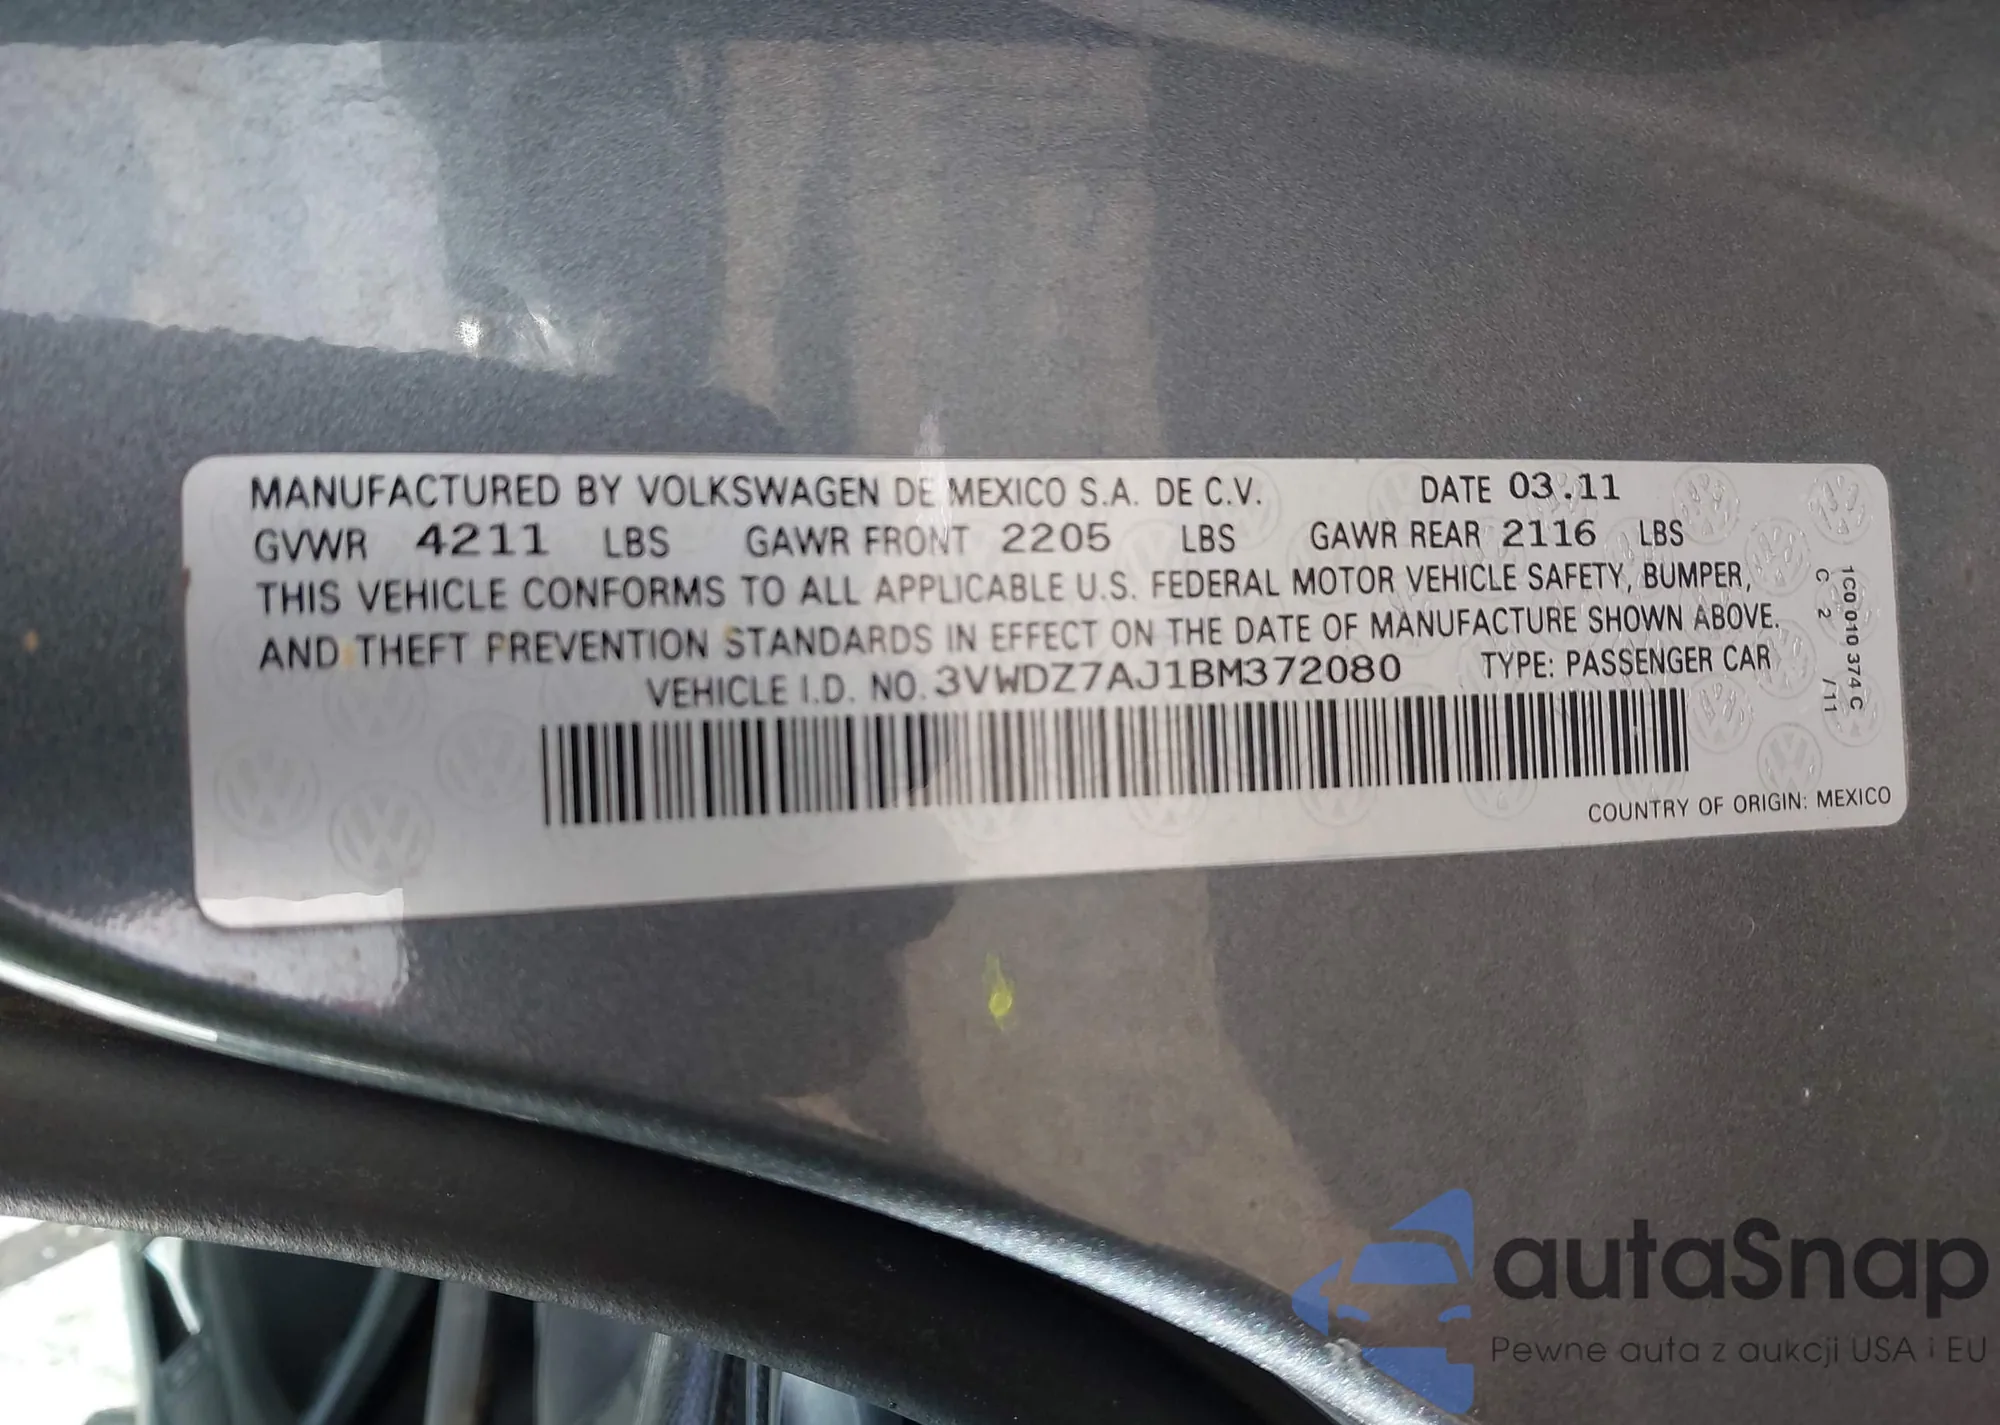 MANUFACTURED BY VOLKSWAGEN DE MEXICO S.A. DE C.V. DATE 03.11
GVWR 4211 LBS GAWR FRONT 2205 LBS GAWR REAR 2116 LBS
THIS VEHICLE CONFORMS TO ALL APPLICABLE U.S. FEDERAL MOTOR VEHICLE SAFETY, BUMPER,
AND THEFT PREVENTION STANDARDS IN EFFECT ON THE DATE OF MANUFACTURE SHOWN ABOVE.
VEHICLE I.D. NO. 3VWDZ7AJ1BM372080 TYPE: PASSENGER CAR
COUNTRY OF ORIGIN: MEXICO
1C0 010 374 C
C 2 /11
autaSnap
Pewne auta z aukcji USA i EU